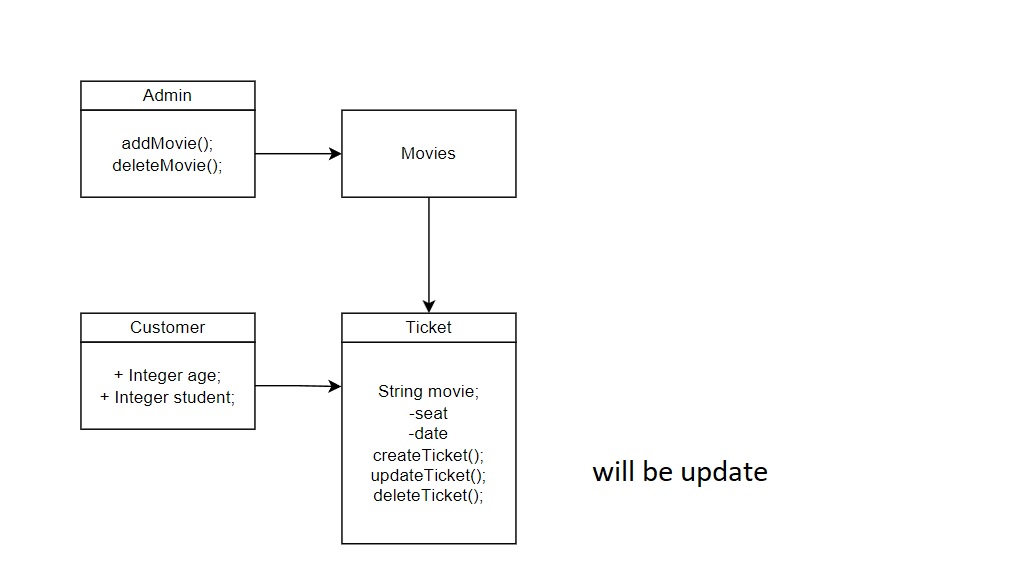 Admin
addMovie();
deleteMovie();
Movies
Customer
+ Integer age;
+ Integer student;
Ticket
String movie;
-seat
-date
createTicket();
updateTicket();
deleteTicket();
will be update